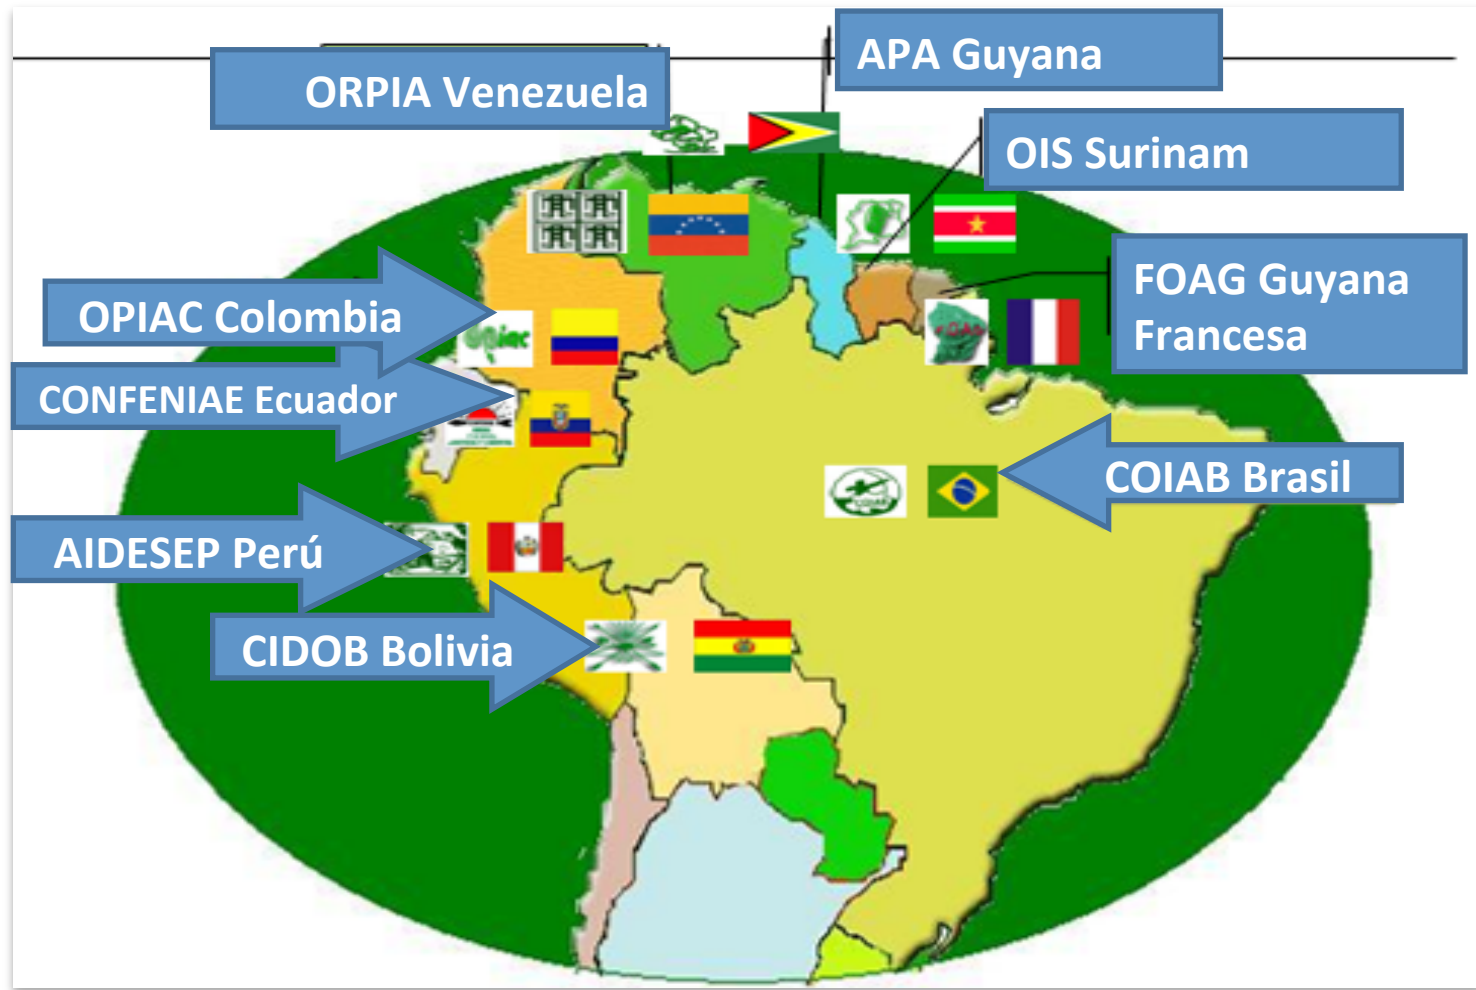 APA Guyana
ORPIA Venezuela
OIS Surinam
FOAG Guyana
Francesa
OPIAC Colombia
CONFENIAE Ecuador
COIAB Brasil
AIDESEP Perú
CIDOB Bolivia